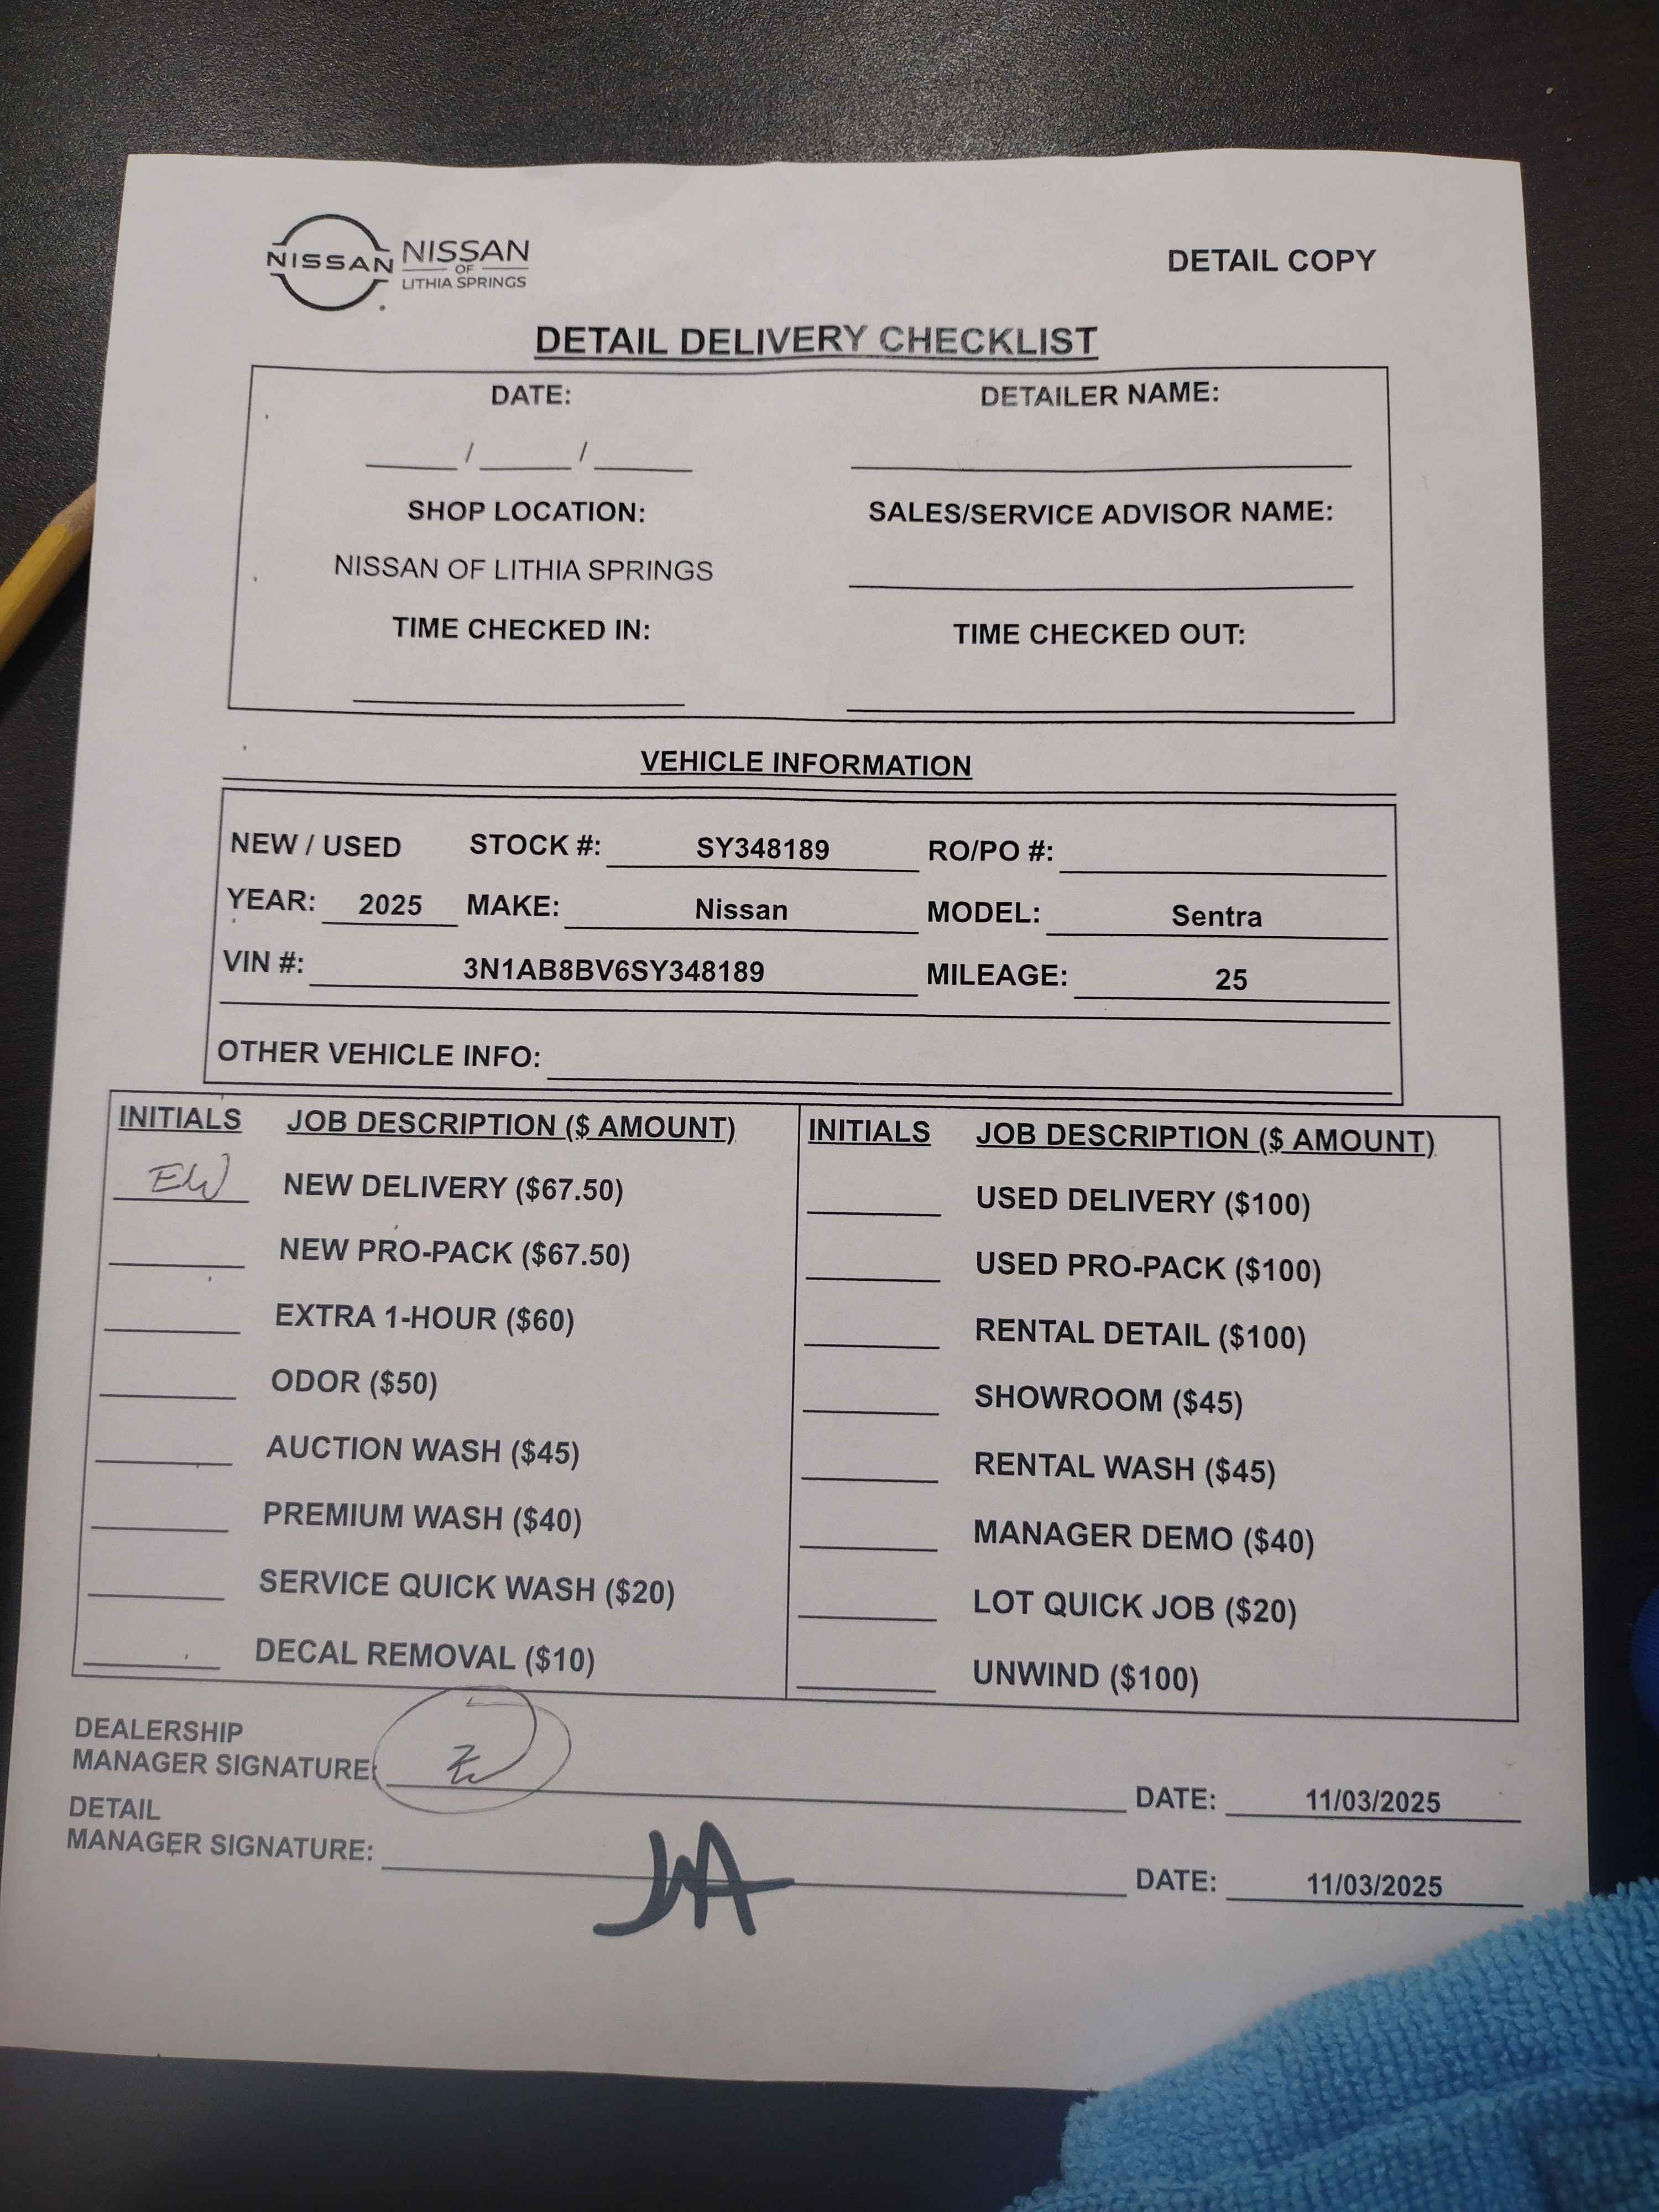 NISSAN NISSAN
OF
LITHIA SPRINGS
DETAIL COPY
DETAIL DELIVERY CHECKLIST
DATE: DETAILER NAME:
____ / ____ / ____
SHOP LOCATION: SALES/SERVICE ADVISOR NAME:
NISSAN OF LITHIA SPRINGS
TIME CHECKED IN: TIME CHECKED OUT:
VEHICLE INFORMATION
NEW / USED STOCK #: SY348189 RO/PO #:
YEAR: 2025 MAKE: Nissan MODEL: Sentra
VIN #: 3N1AB8BV6SY348189 MILEAGE: 25
OTHER VEHICLE INFO:
INITIALS JOB DESCRIPTION ($ AMOUNT)
EW NEW DELIVERY ($67.50)
NEW PRO-PACK ($67.50)
EXTRA 1-HOUR ($60)
ODOR ($50)
AUCTION WASH ($45)
PREMIUM WASH ($40)
SERVICE QUICK WASH ($20)
DECAL REMOVAL ($10)
INITIALS JOB DESCRIPTION ($ AMOUNT)
USED DELIVERY ($100)
USED PRO-PACK ($100)
RENTAL DETAIL ($100)
SHOWROOM ($45)
RENTAL WASH ($45)
MANAGER DEMO ($40)
LOT QUICK JOB ($20)
UNWIND ($100)
DEALERSHIP
MANAGER SIGNATURE: DATE: 11/03/2025
DETAIL
MANAGER SIGNATURE: DATE: 11/03/2025